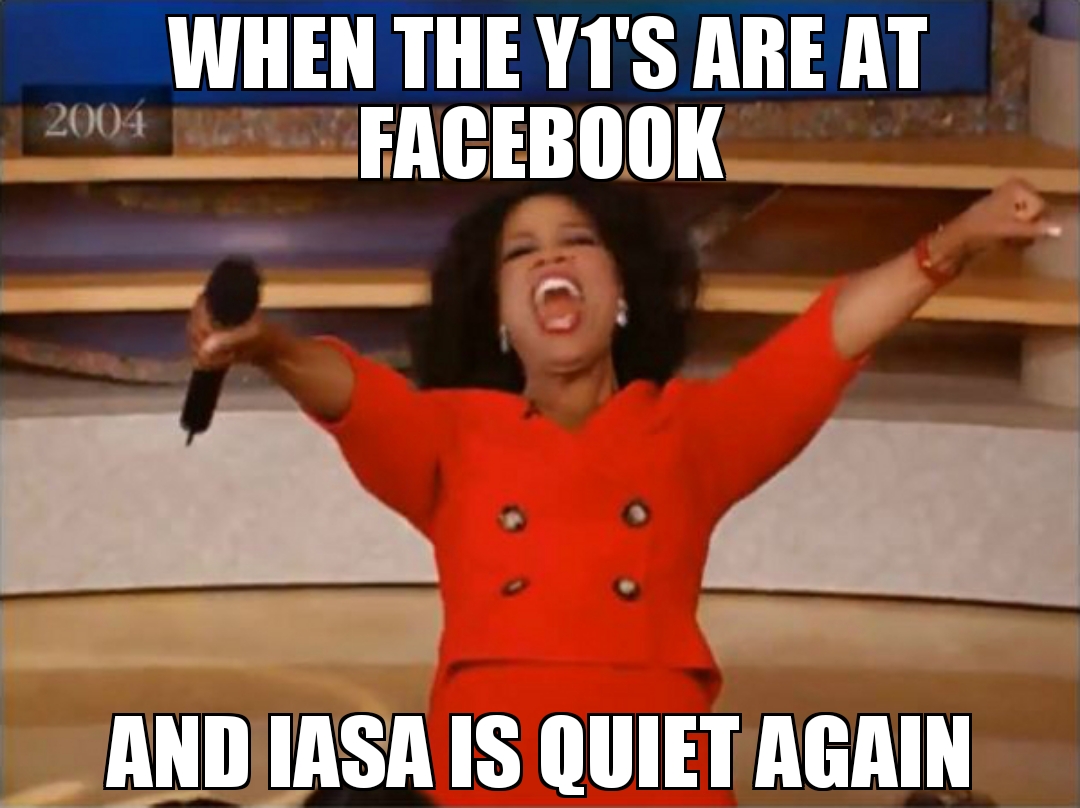 WHEN THE Y1'S ARE AT
2004
FACEBOOK
AND IASA IS QUIET AGAIN